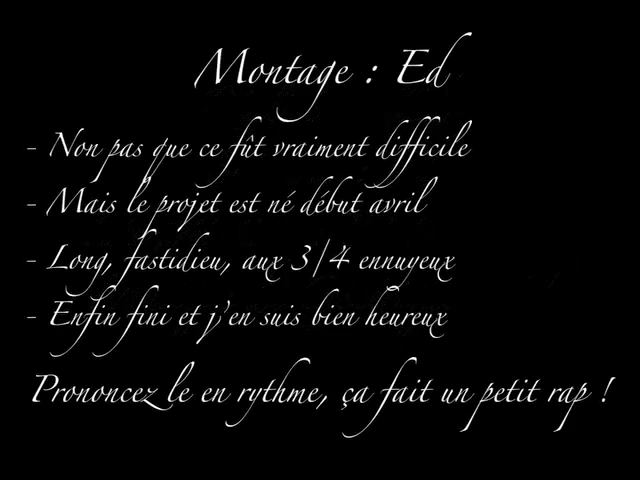 Montage : Ed
- Non pas que ce fût vraiment difficile
- Mais le projet est né début avril
- Long, fastidieu, aux 3/4 ennuyeux
- Enfin fini et j'en suis bien heureux
Prononcez le en rythme, ça fait un petit rap !